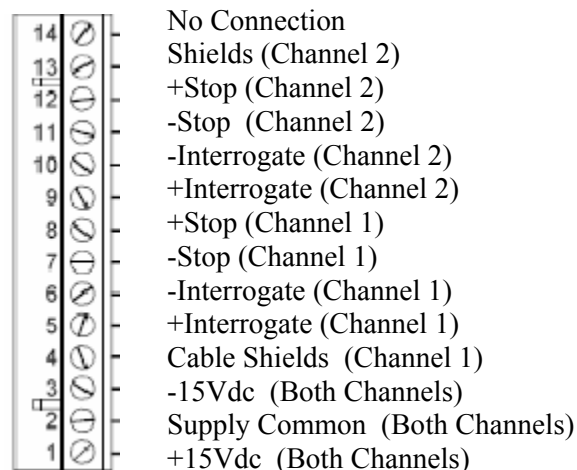 14 No Connection
13 Shields (Channel 2)
12 +Stop (Channel 2)
11 -Stop (Channel 2)
10 -Interrogate (Channel 2)
9 +Interrogate (Channel 2)
8 +Stop (Channel 1)
7 -Stop (Channel 1)
6 -Interrogate (Channel 1)
5 +Interrogate (Channel 1)
4 Cable Shields (Channel 1)
3 -15Vdc (Both Channels)
2 Supply Common (Both Channels)
1 +15Vdc (Both Channels)